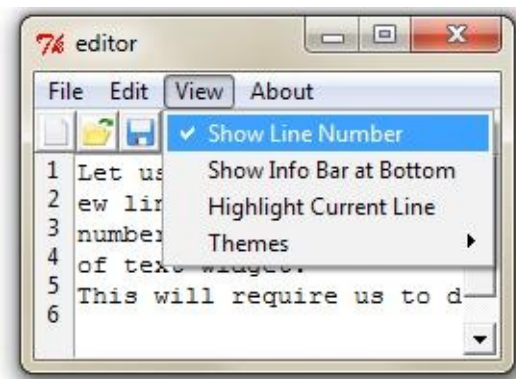 editor
File Edit View About
Show Line Number
Show Info Bar at Bottom
Highlight Current Line
Themes
1 Let us
2 ew lin
3 number
4 of text widget.
5 This will require us to d
6